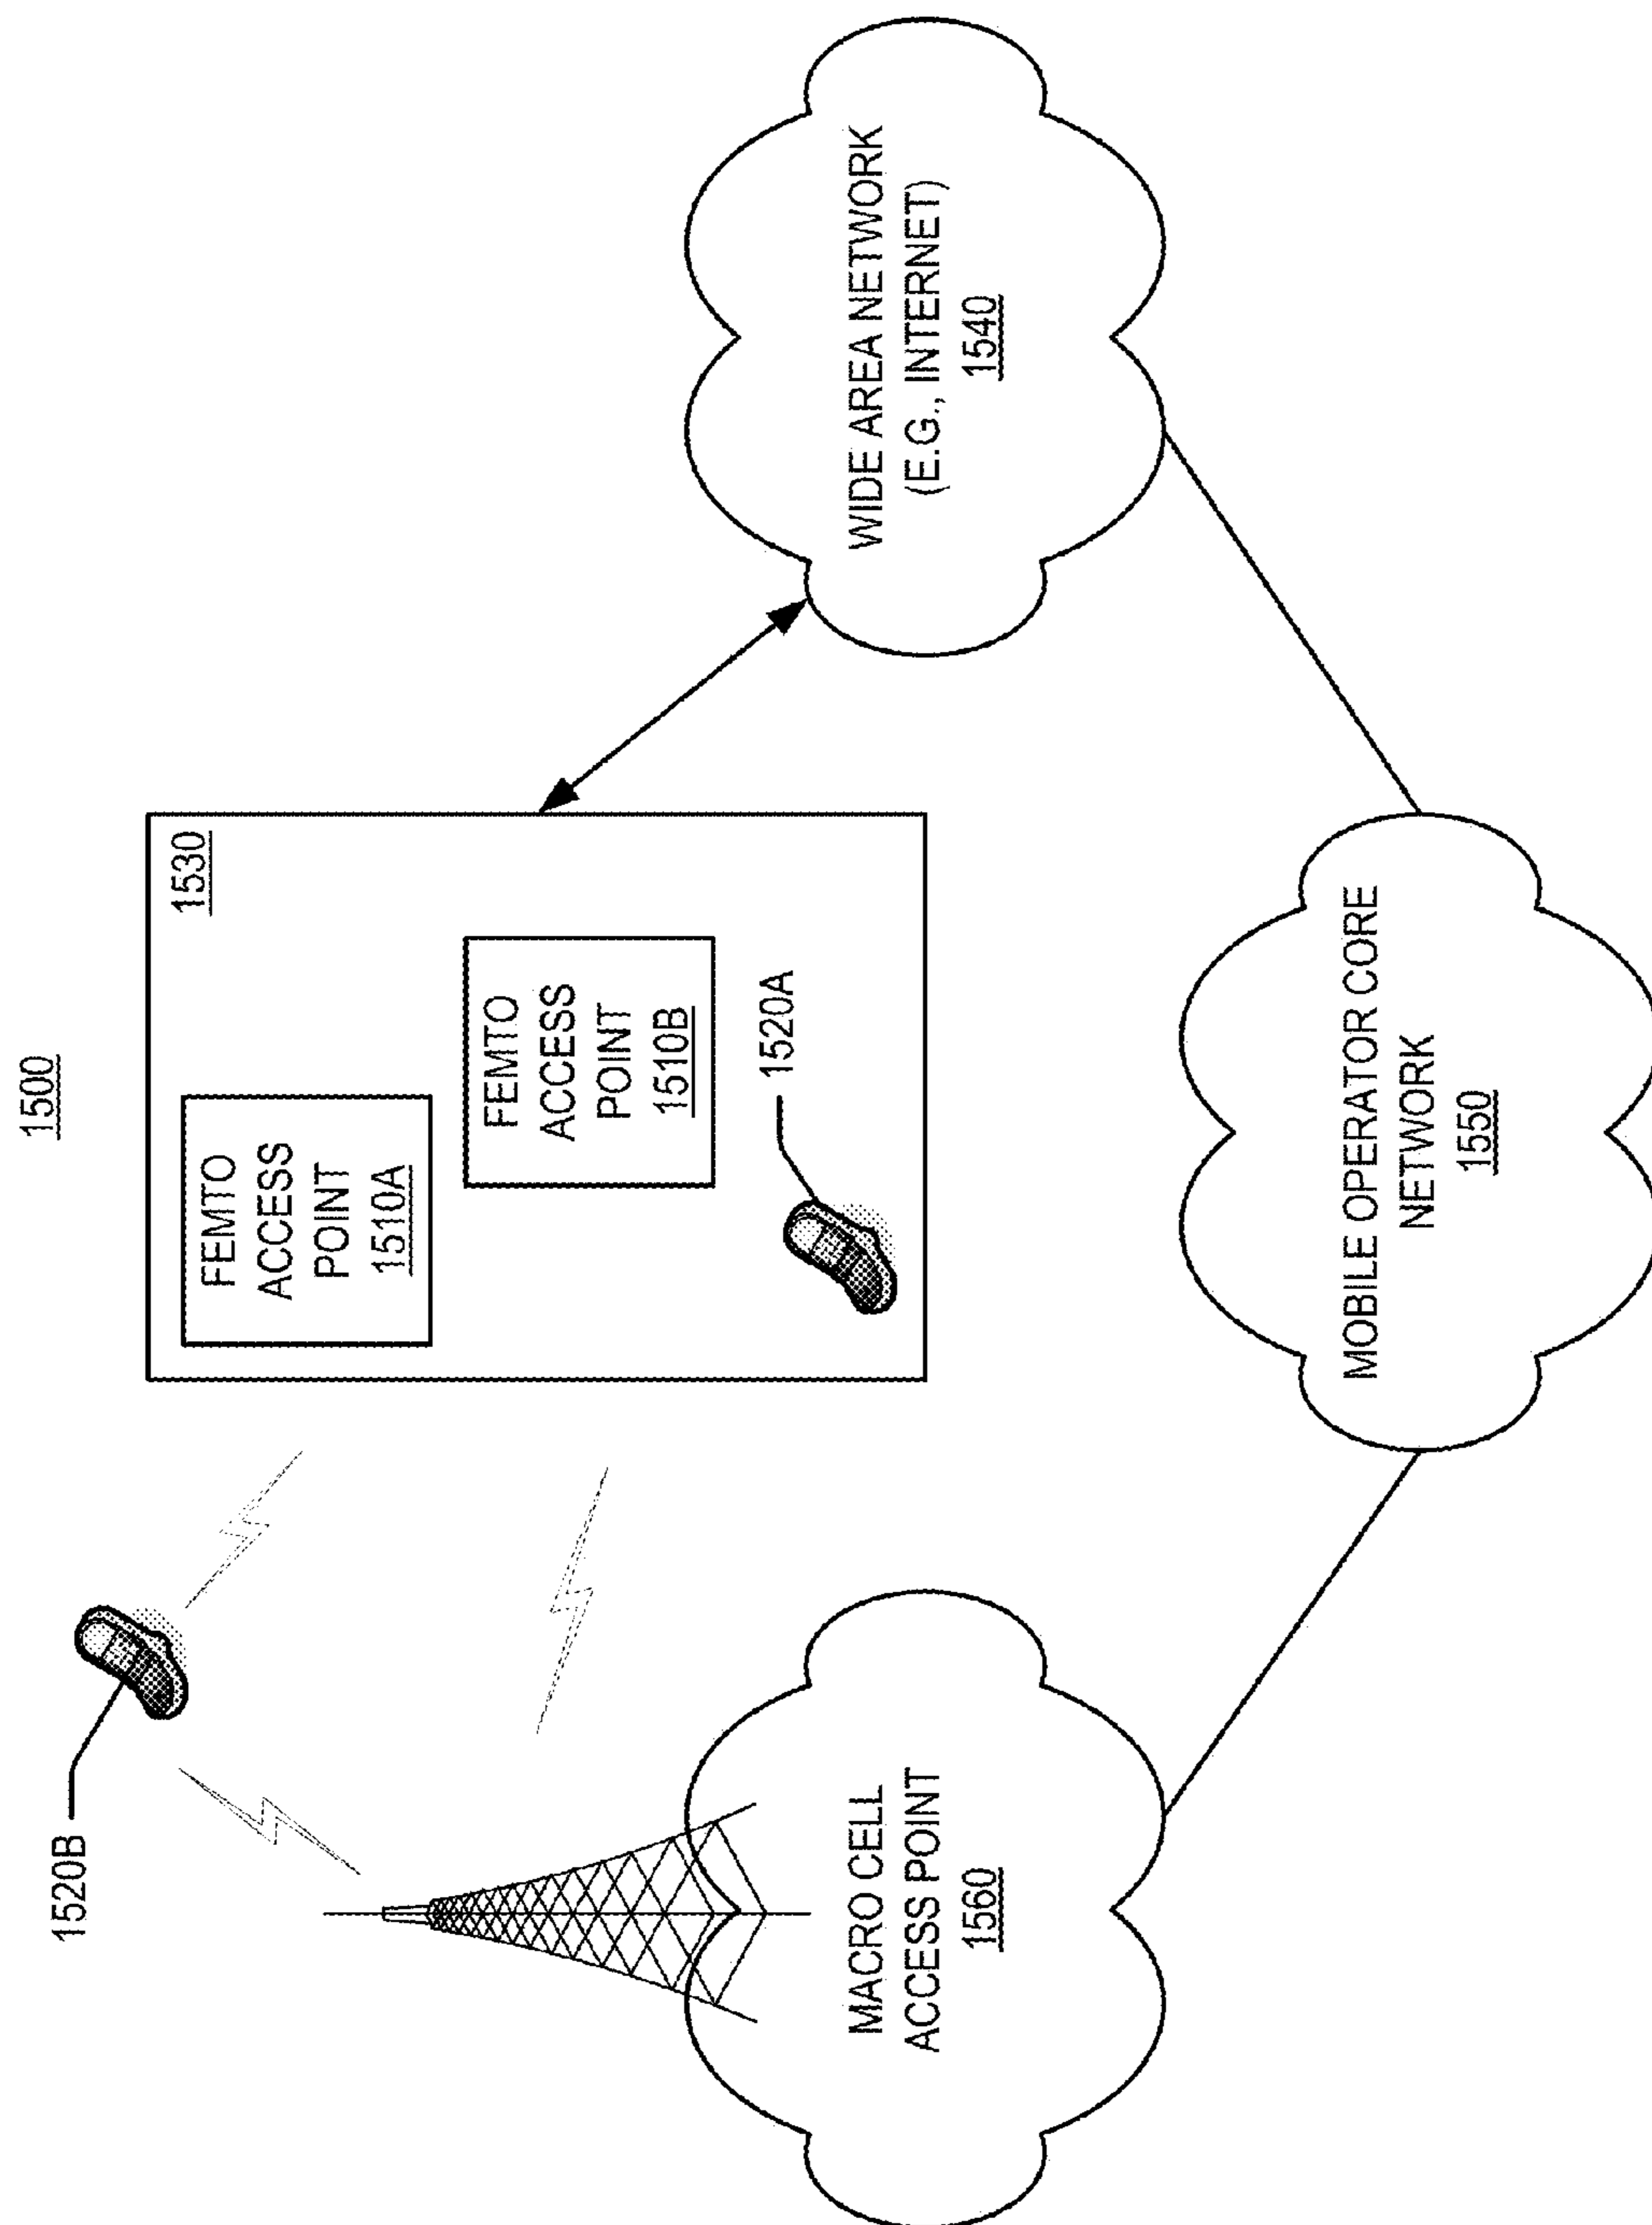 1500
1520B
1530
FEMTO
ACCESS
POINT
1510A
FEMTO
ACCESS
POINT
1510B
1520A
MACRO CELL
ACCESS POINT
1560
WIDE AREA NETWORK
(E.G., INTERNET)
1540
MOBILE OPERATOR CORE
NETWORK
1550